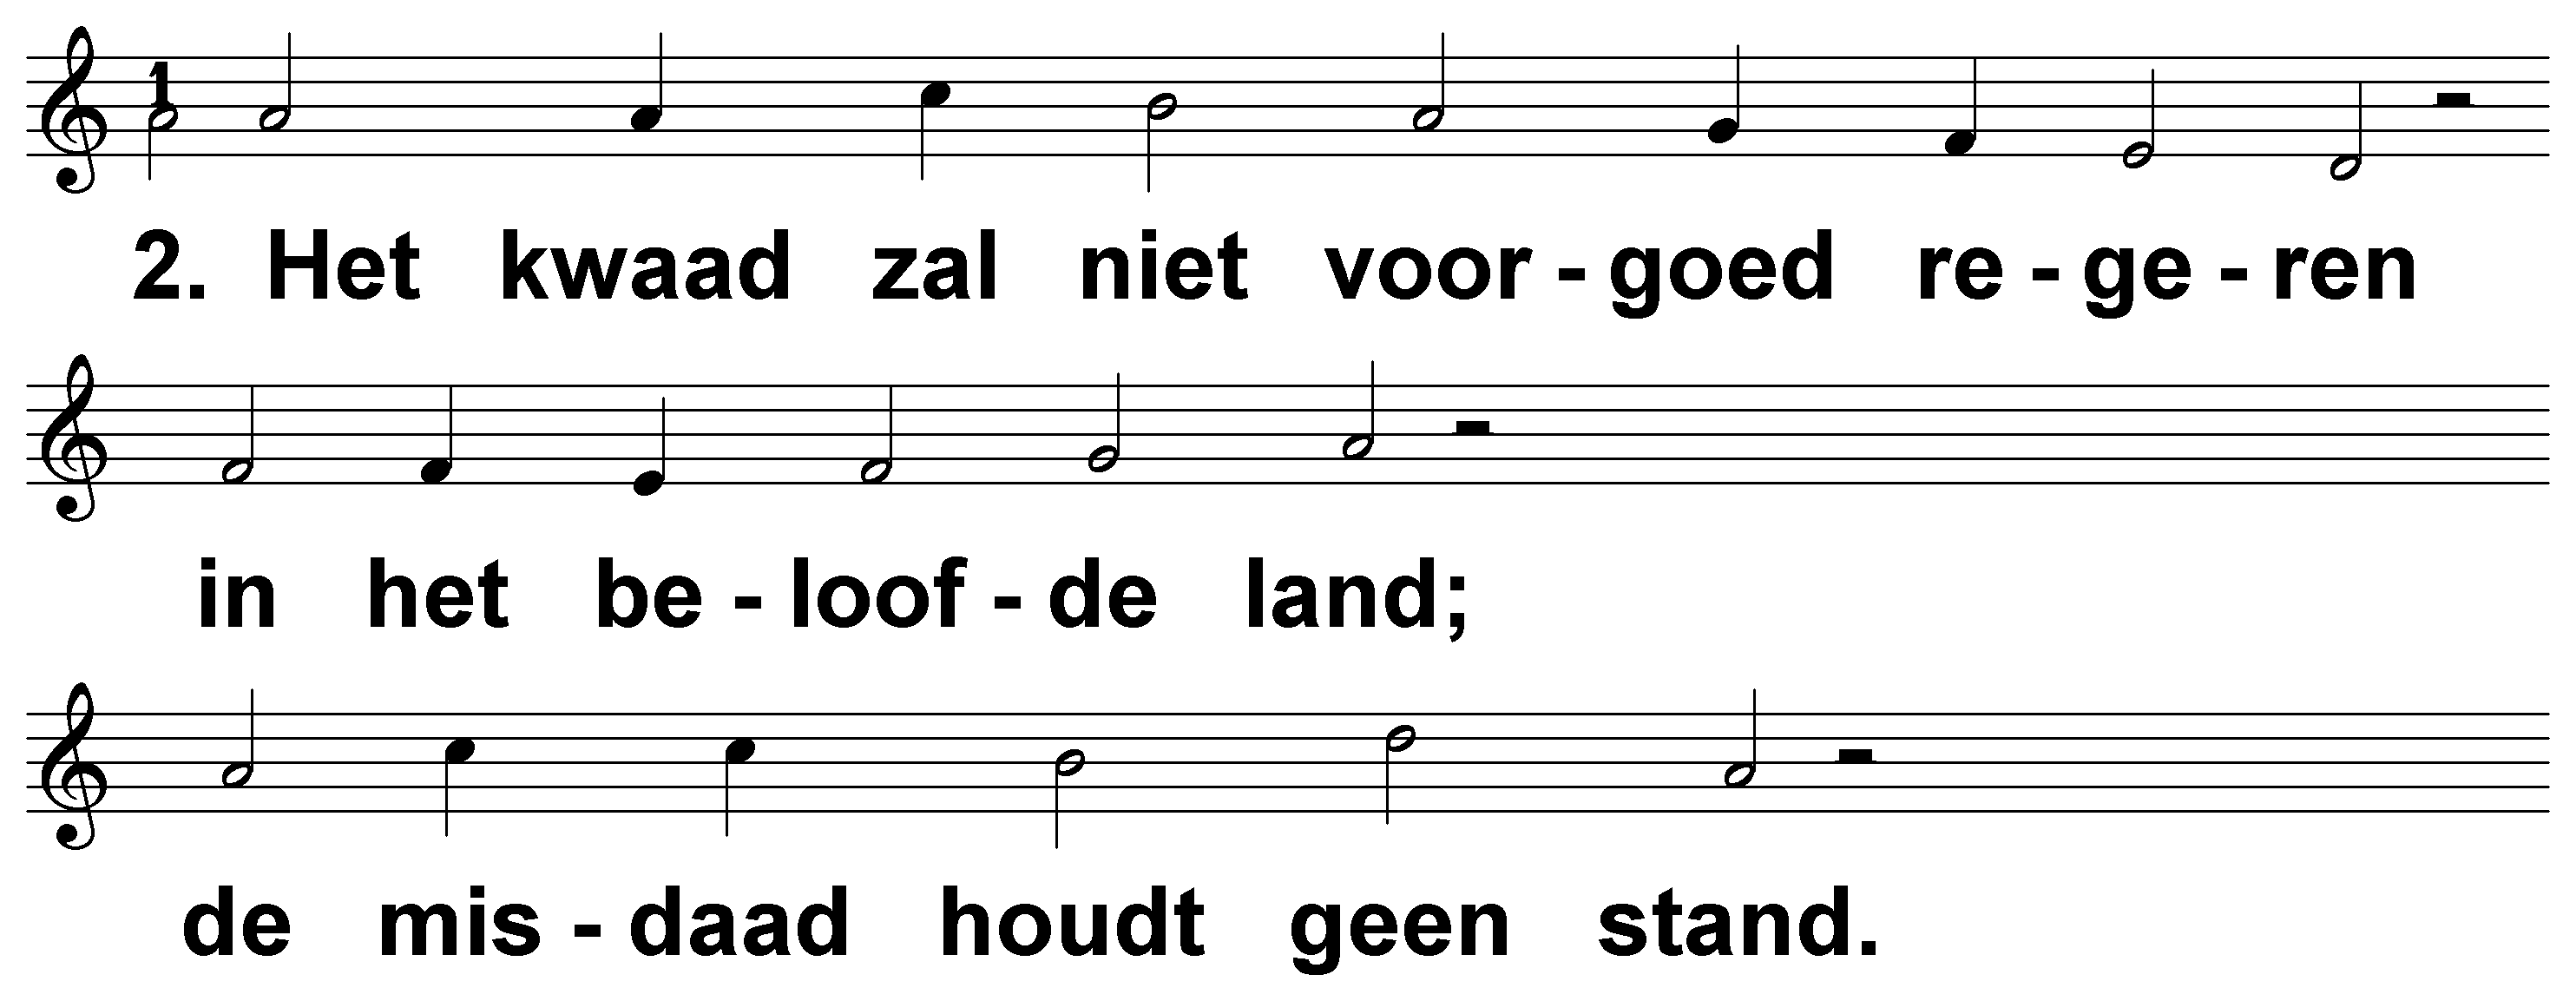 1
2. Het kwaad zal niet voor - goed re - ge - ren
in het be - loof - de land;
de mis - daad houdt geen stand.